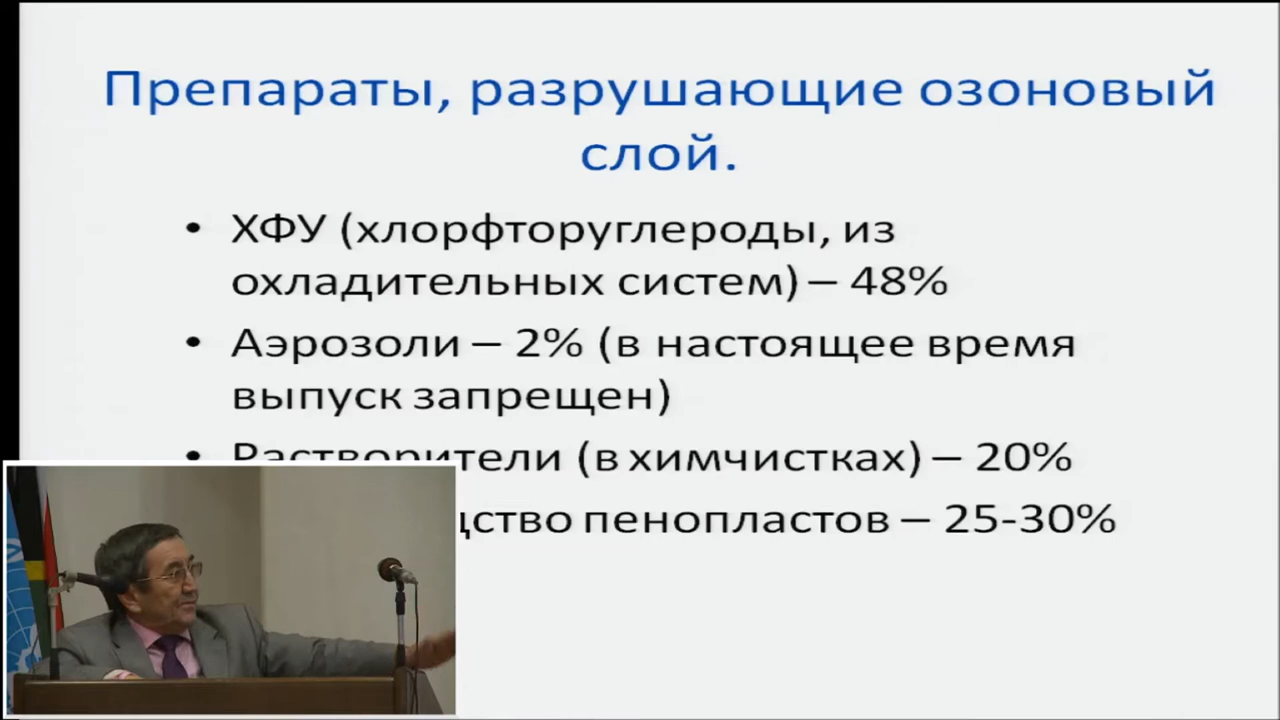 Препараты, разрушающие озоновый
слой.
• ХФУ (хлорфторуглероды, из
охладительных систем) – 48%
• Аэрозоли – 2% (в настоящее время
выпуск запрещен)
• Растворители (в химчистках) – 20%
пенопластов – 25-30%